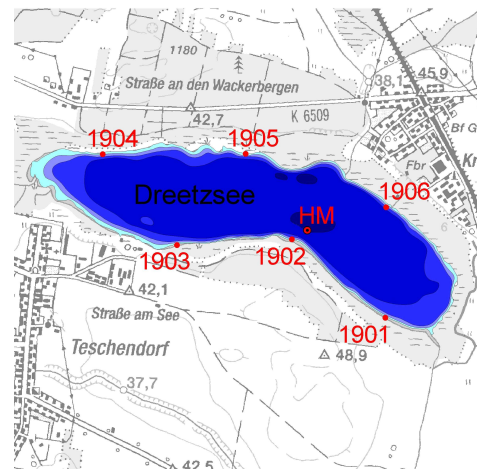 1180
Straße an den Wackerbergen
38,1
45,9
42,7
K 6509
Bf G
1904
1905
Fbr
Kr
Dreetzsee
1906
HM
6
1903
1902
42,1
Straße am See
1901
Teschendorf
48,9
37,7
42,5